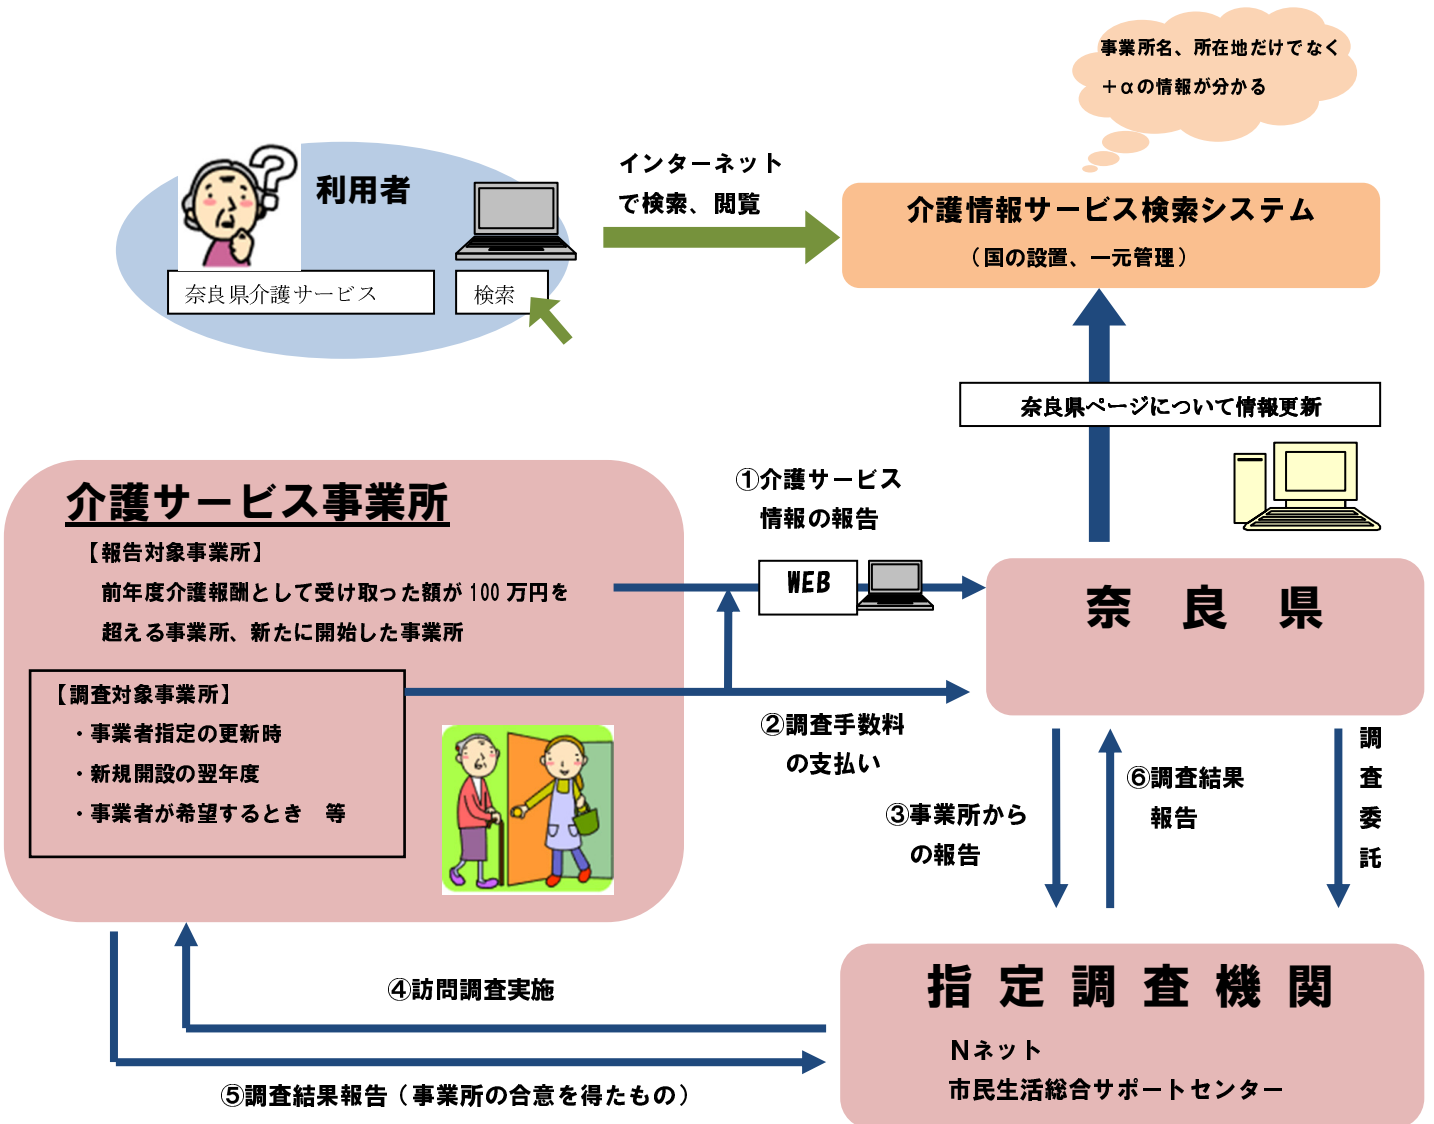 事業所名、所在地だけでなく
＋αの情報が分かる
利用者
インターネット
で検索、閲覧
介護情報サービス検索システム
（国の設置、一元管理）
奈良県介護サービス
検索
奈良県ページについて情報更新
介護サービス事業所
【報告対象事業所】
前年度介護報酬として受け取った額が 100 万円を
超える事業所、新たに開始した事業所
①介護サービス
情報の報告
WEB
奈良県
【調査対象事業所】
・事業者指定の更新時
・新規開設の翌年度
・事業者が希望するとき　等
②調査手数料
の支払い
③事業所から
の報告
⑥調査結果
報告
調査委託
④訪問調査実施
⑤調査結果報告（事業所の合意を得たもの）
指定調査機関
Ｎネット
市民生活総合サポートセンター